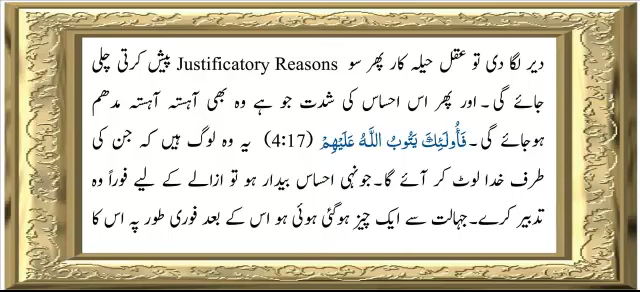 دیر لگا دی تو عقل حیلہ کار پھر سو Justificatory Reasons پیش کرتی چلی
جائے گی۔ اور پھر اس احساس کی شدت جو ہے وہ بھی آہستہ آہستہ مدھم
ہوجائے گی۔ فَأُولَٰئِكَ يَتُوبُ اللَّهُ عَلَيْهِمْ (4:17) یہ وہ لوگ ہیں کہ جن کی
طرف خدا لوٹ کر آئے گا۔ جونہی احساس بیدار ہو تو ازالے کے لیے فوراً وہ
تدبیر کرے۔ جہالت سے ایک چیز ہوگئی ہوئی ہو اس کے بعد فوری طور پہ اس کا